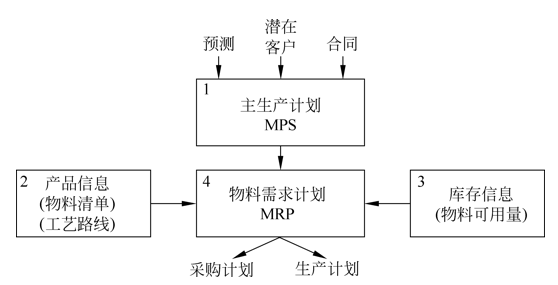 预测
潜在
客户
合同
1
主生产计划
MPS
2
产品信息
(物料清单)
(工艺路线)
4
物料需求计划
MRP
3
库存信息
(物料可用量)
采购计划
生产计划